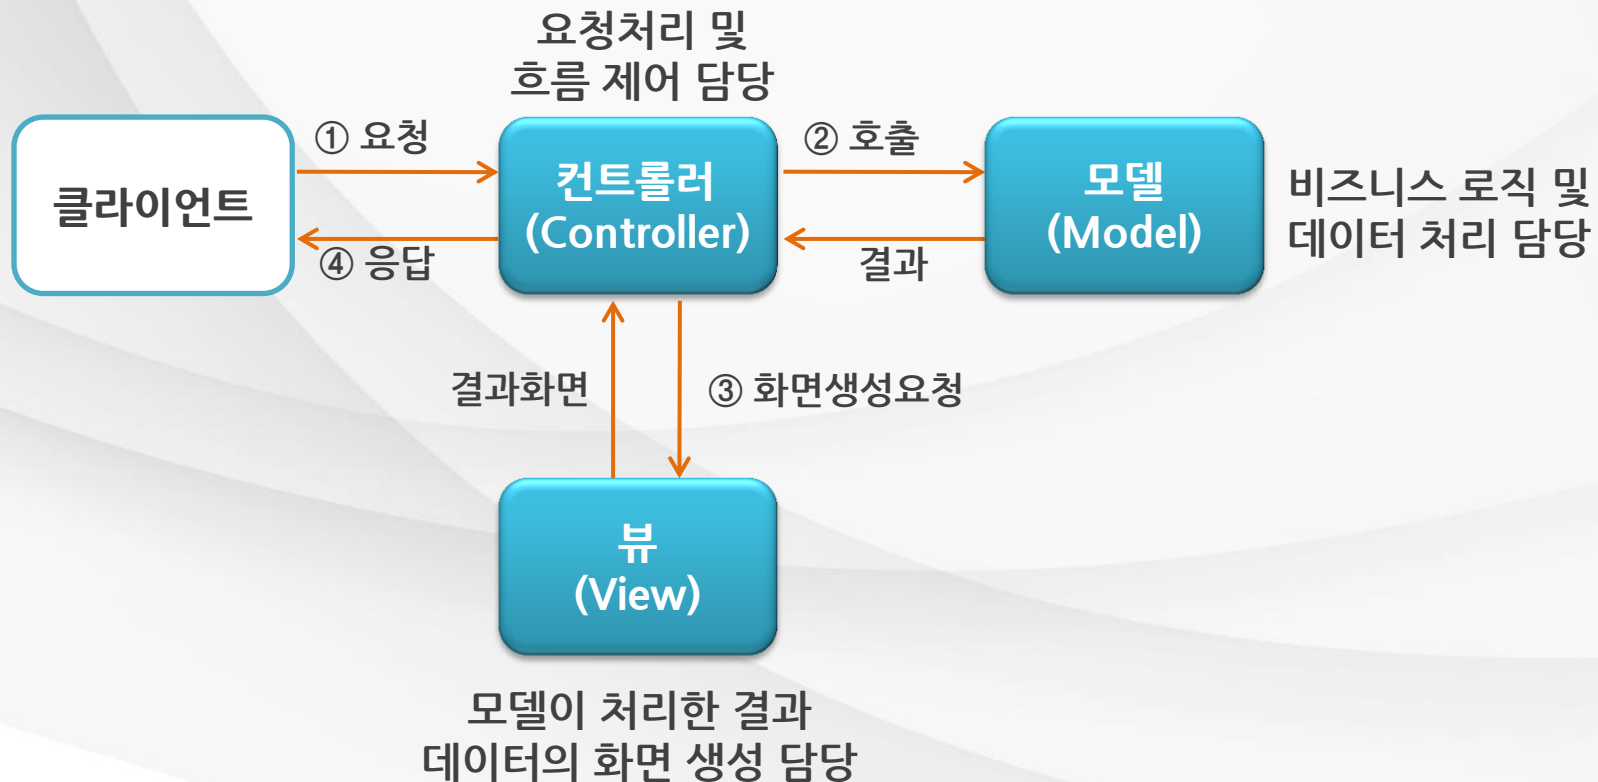 요청처리 및
흐름 제어 담당
클라이언트
① 요청
④ 응답
컨트롤러
(Controller)
② 호출
결과
모델
(Model)
비즈니스 로직 및
데이터 처리 담당
결과화면
③ 화면생성요청
뷰
(View)
모델이 처리한 결과
데이터의 화면 생성 담당